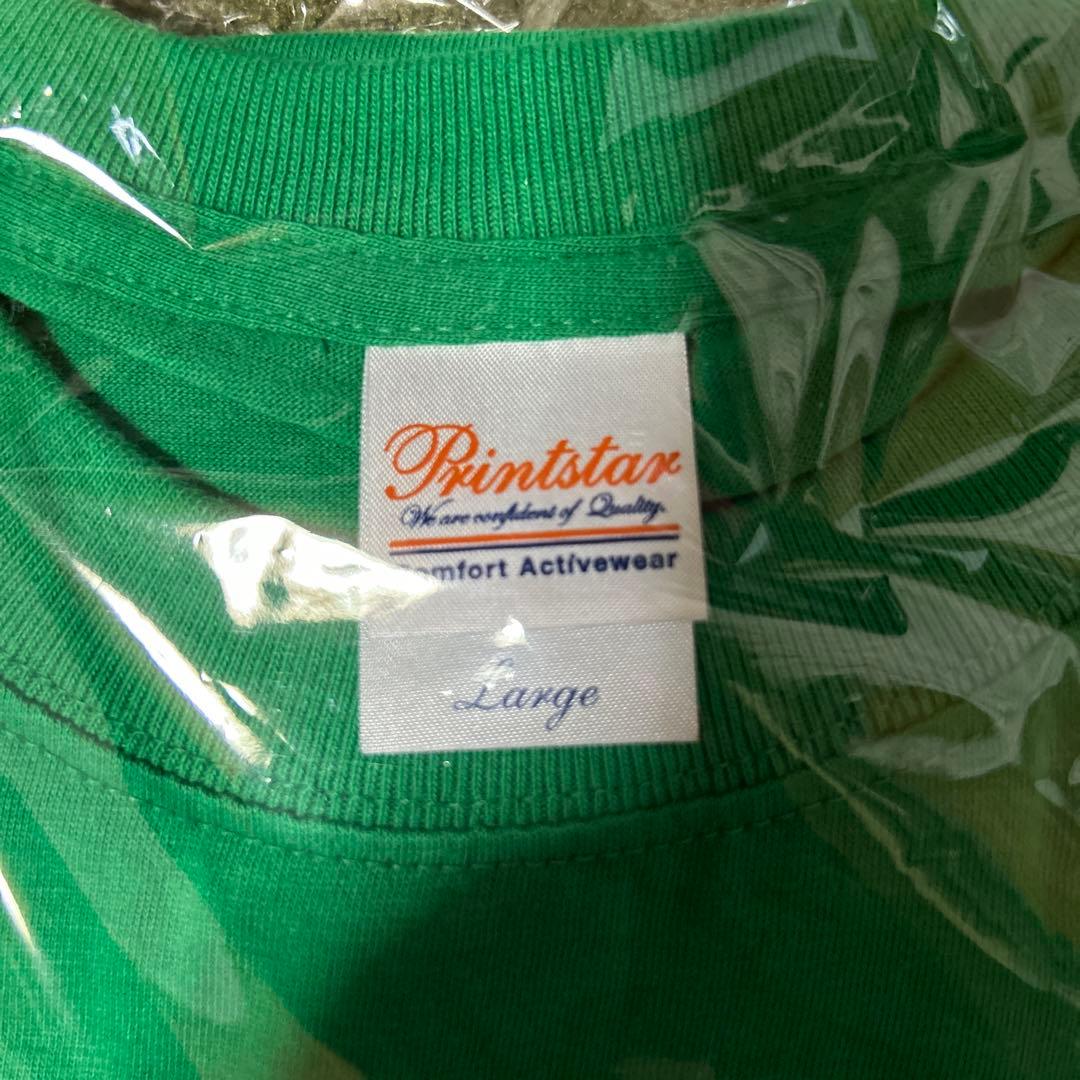 Printstar
We are confident of Quality.
Comfort Activewear
Large